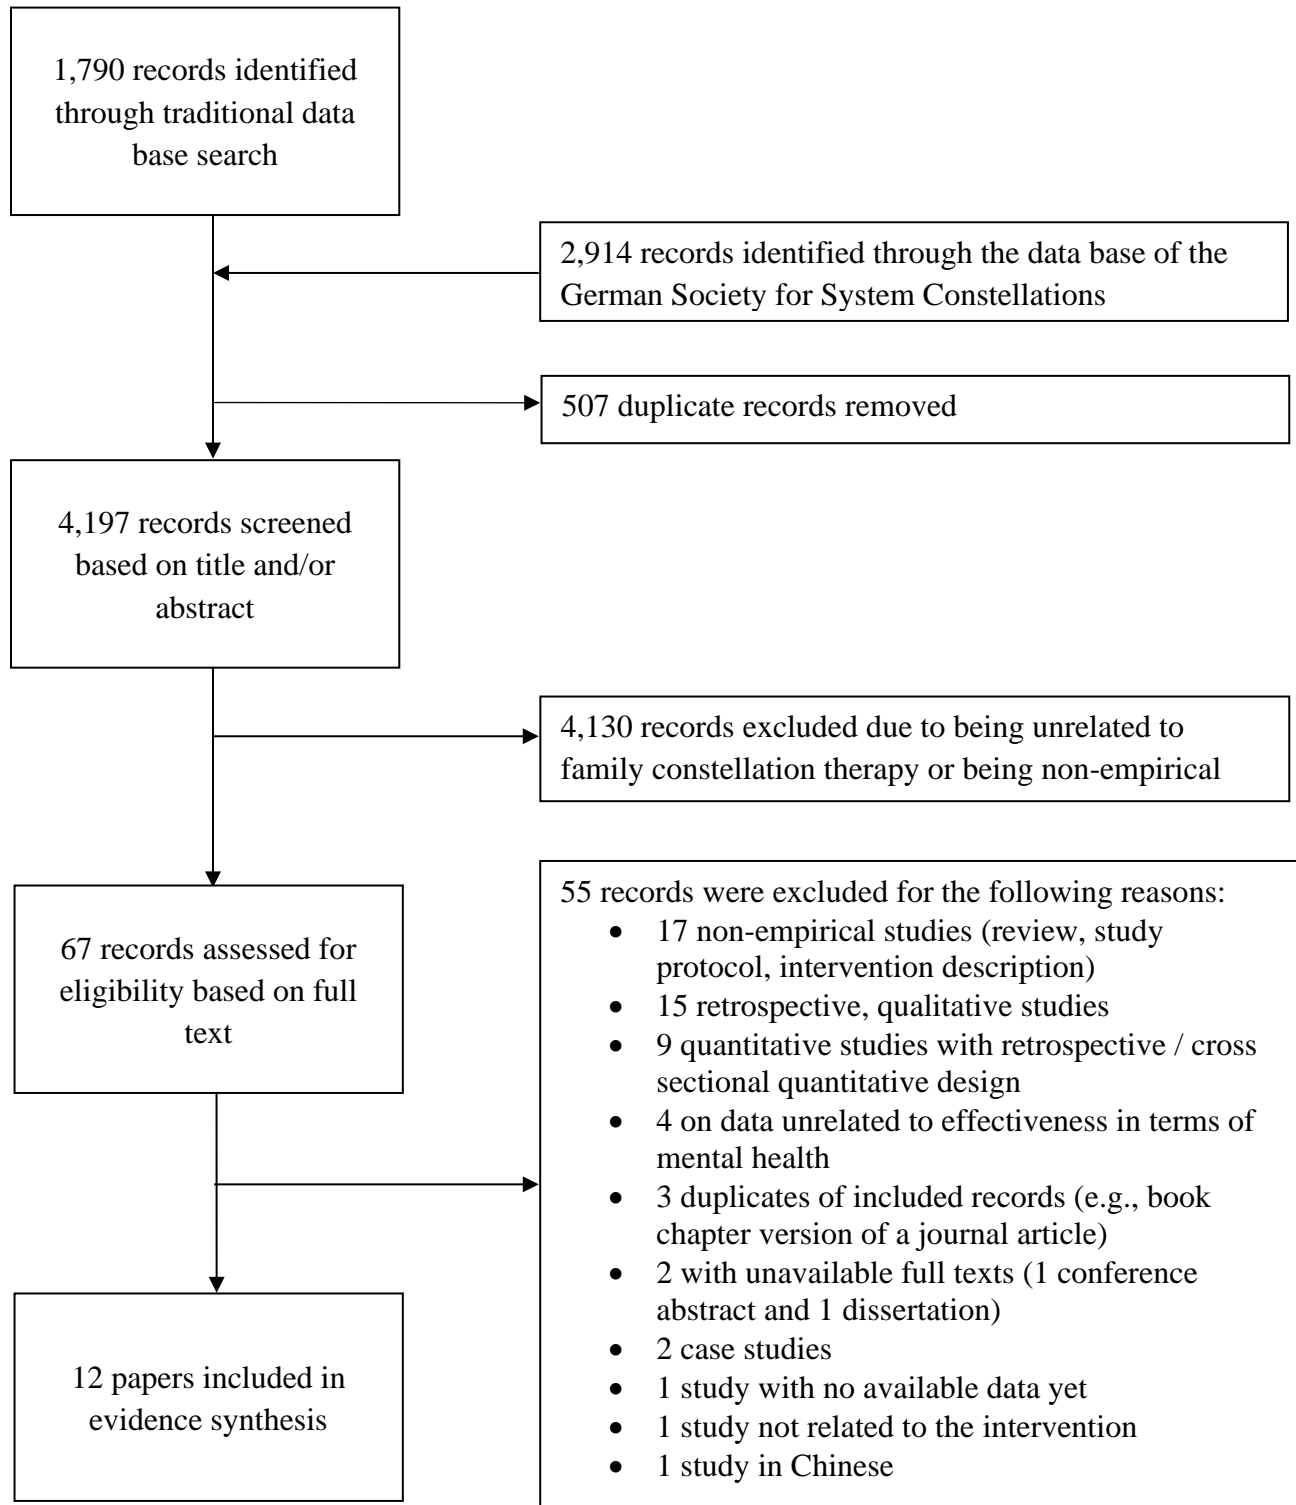 1,790 records identified
through traditional data
base search
2,914 records identified through the data base of the
German Society for System Constellations
507 duplicate records removed
4,197 records screened
based on title and/or
abstract
4,130 records excluded due to being unrelated to
family constellation therapy or being non-empirical
67 records assessed for
eligibility based on full
text
55 records were excluded for the following reasons:
• 17 non-empirical studies (review, study
protocol, intervention description)
• 15 retrospective, qualitative studies
• 9 quantitative studies with retrospective / cross
sectional quantitative design
• 4 on data unrelated to effectiveness in terms of
mental health
• 3 duplicates of included records (e.g., book
chapter version of a journal article)
• 2 with unavailable full texts (1 conference
abstract and 1 dissertation)
• 2 case studies
• 1 study with no available data yet
• 1 study not related to the intervention
• 1 study in Chinese
12 papers included in
evidence synthesis